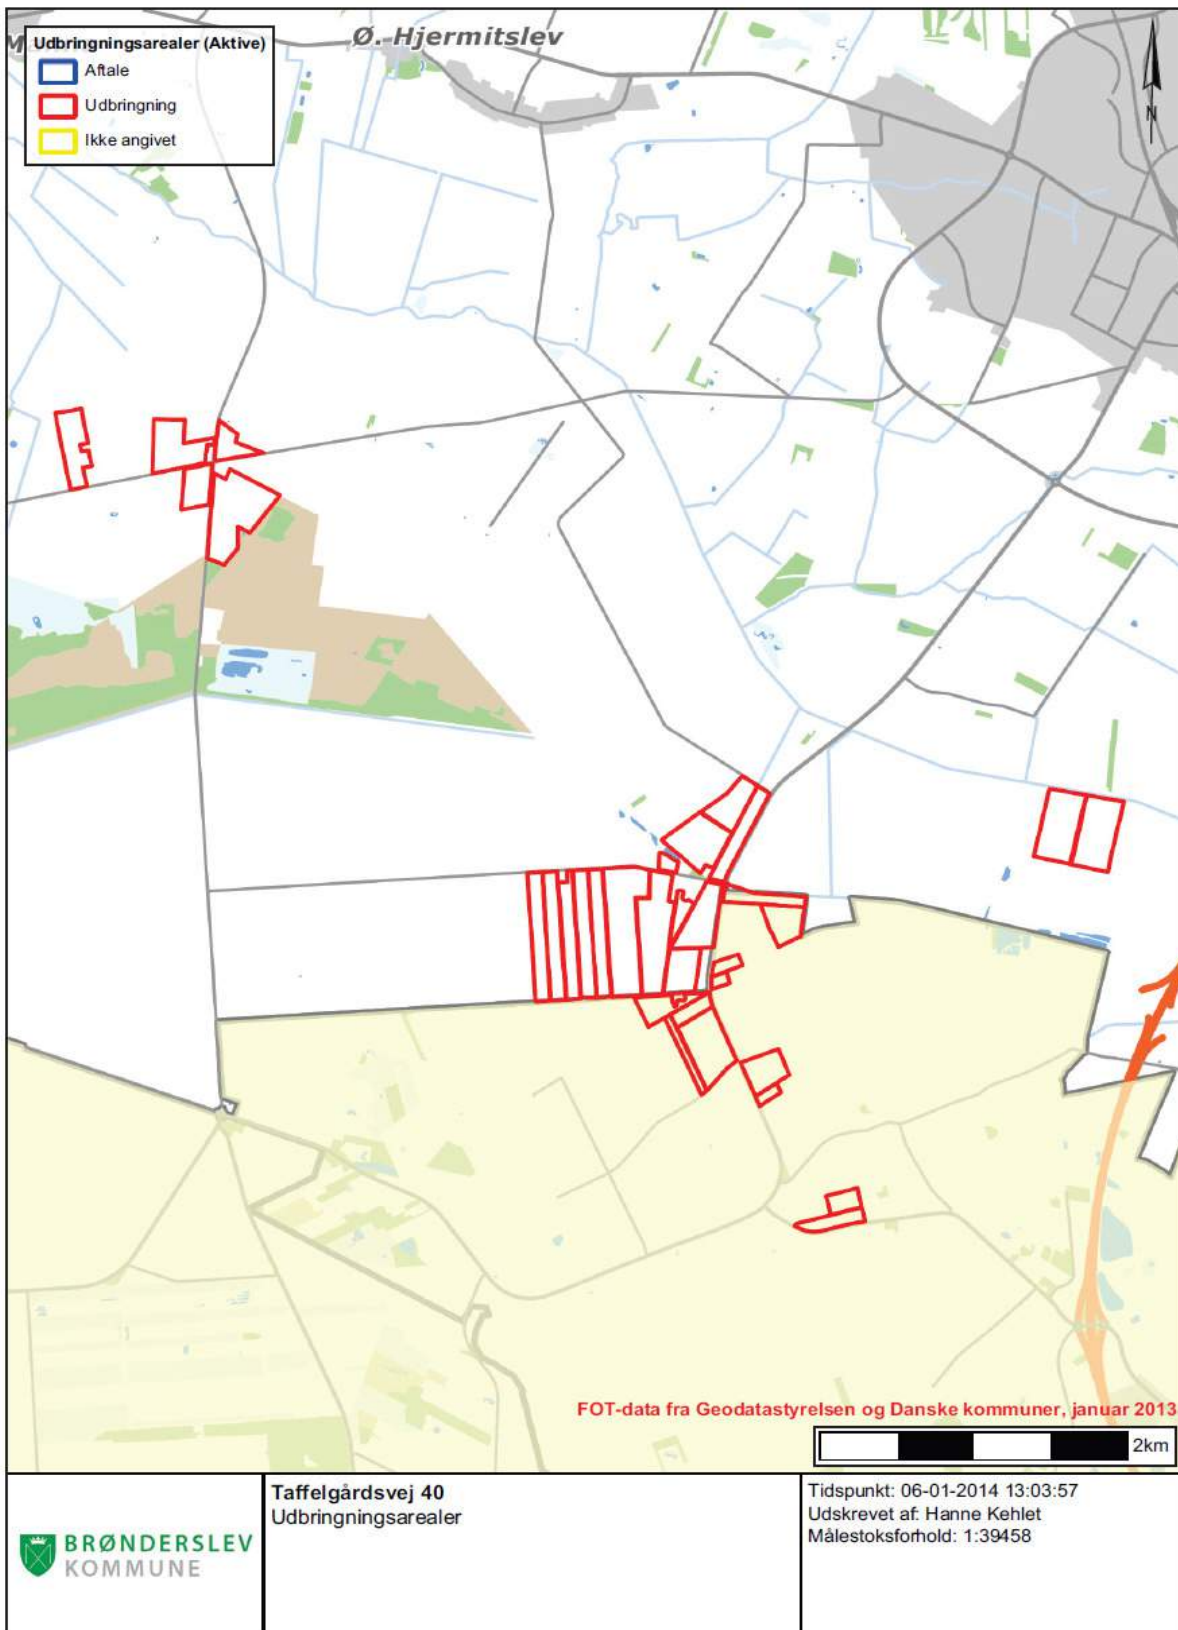 Udbringningsarealer (Aktive)
Aftale
Udbringning
Ikke angivet
Ø. Hjermitslev
N
FOT-data fra Geodatastyrelsen og Danske kommuner, januar 2013
2km
BRØNDERSLEV
KOMMUNE
Taffelgårdsvej 40
Udbringningsarealer
Tidspunkt: 06-01-2014 13:03:57
Udskrevet af: Hanne Kehlet
Målestoksforhold: 1:39458